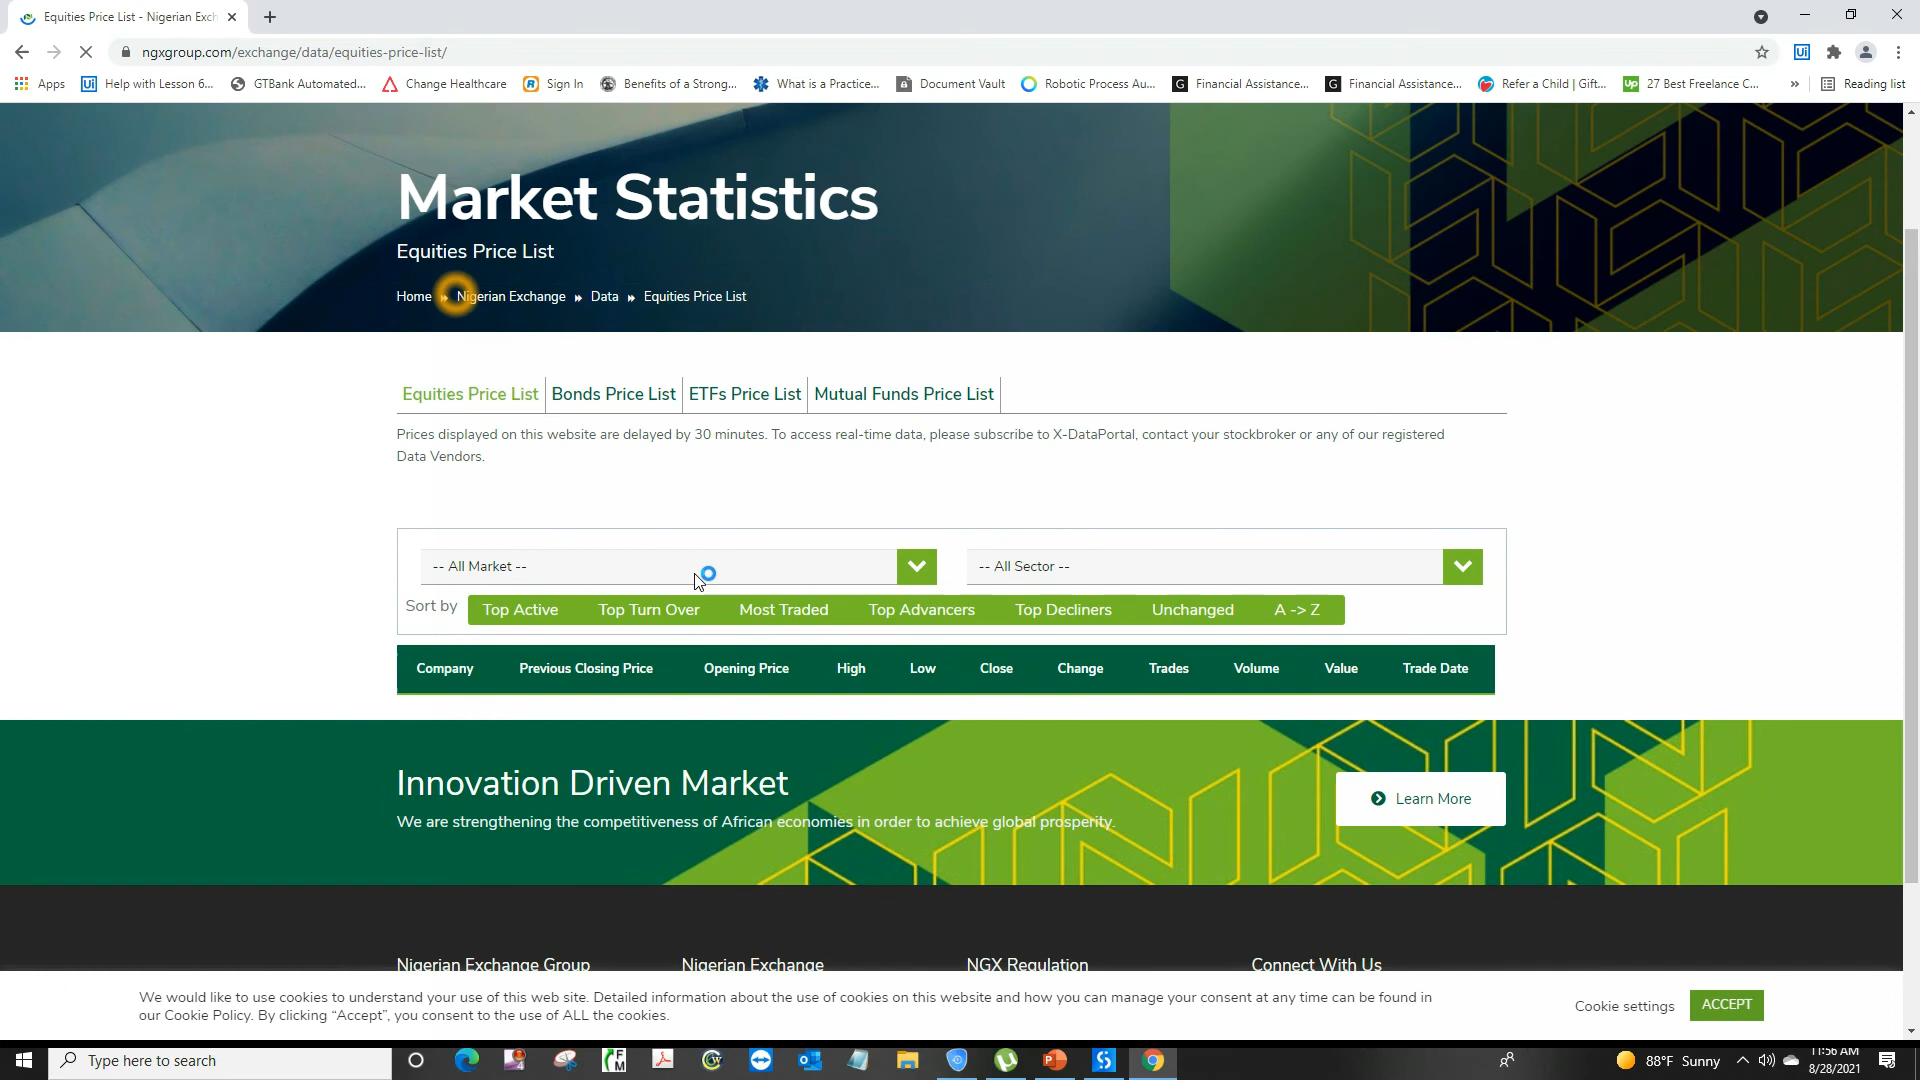 Equities Price List - Nigerian Exch
ngxgroup.com/exchange/data/equities-price-list/
Apps
Help with Lesson 6...
GTBank Automated...
Change Healthcare
Sign In
Benefits of a Strong...
What is a Practice...
Document Vault
Robotic Process Au...
Financial Assistance...
Financial Assistance...
Refer a Child | Gift...
27 Best Freelance C...
»
Reading list
Market Statistics
Equities Price List
Home » Nigerian Exchange » Data » Equities Price List
Equities Price List
Bonds Price List
ETFs Price List
Mutual Funds Price List
Prices displayed on this website are delayed by 30 minutes. To access real-time data, please subscribe to X-DataPortal, contact your stockbroker or any of our registered
Data Vendors.
-- All Market --
-- All Sector --
Sort by
Top Active
Top Turn Over
Most Traded
Top Advancers
Top Decliners
Unchanged
A -> Z
Company
Previous Closing Price
Opening Price
High
Low
Close
Change
Trades
Volume
Value
Trade Date
Innovation Driven Market
We are strengthening the competitiveness of African economies in order to achieve global prosperity.
Learn More
Nigerian Exchange Group
Nigerian Exchange
NGX Regulation
Connect With Us
We would like to use cookies to understand your use of this web site. Detailed information about the use of cookies on this website and how you can manage your consent at any time can be found in
our Cookie Policy. By clicking “Accept”, you consent to the use of ALL the cookies.
Cookie settings
ACCEPT
Type here to search
88°F Sunny
11:56 AM
8/28/2021